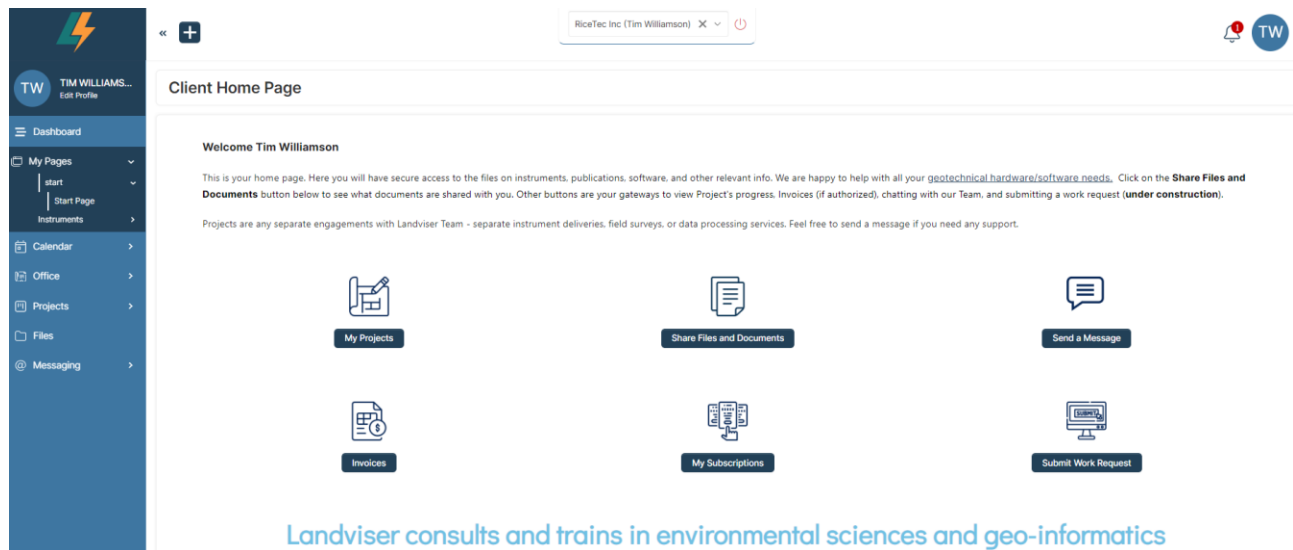 «
RiceTec Inc (Tim Williamson)
1
TW
TW
TIM WILLIAMS...
Edit Profile
Dashboard
My Pages
start
Start Page
Instruments
Calendar
Office
Projects
Files
@ Messaging
Client Home Page
Welcome Tim Williamson
This is your home page. Here you will have secure access to the files on instruments, publications, software, and other relevant info. We are happy to help with all your geotechnical hardware/software needs. Click on the Share Files and
Documents button below to see what documents are shared with you. Other buttons are your gateways to view Project's progress, Invoices (if authorized), chatting with our Team, and submitting a work request (under construction).
Projects are any separate engagements with Landviser Team - separate instrument deliveries, field surveys, or data processing services. Feel free to send a message if you need any support.
My Projects
Share Files and Documents
Send a Message
$
SUBMIT
Invoices
My Subscriptions
Submit Work Request
Landviser consults and trains in environmental sciences and geo-informatics